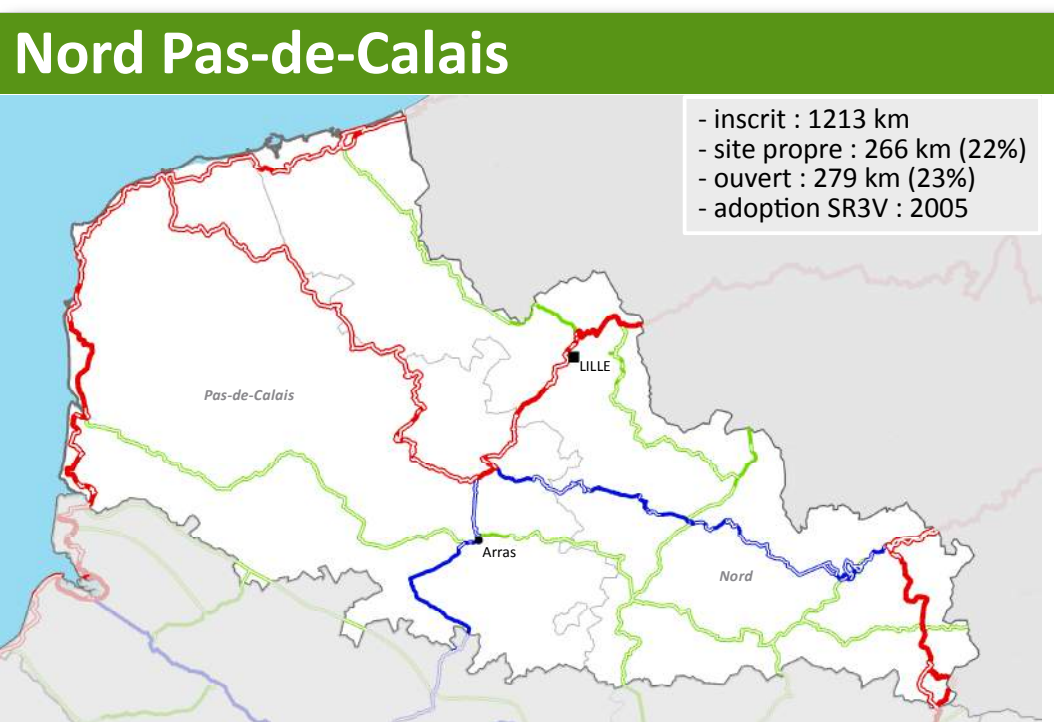 Nord Pas-de-Calais
- inscrit : 1213 km
- site propre : 266 km (22%)
- ouvert : 279 km (23%)
- adoption SR3V : 2005
LILLE
Pas-de-Calais
Arras
Nord